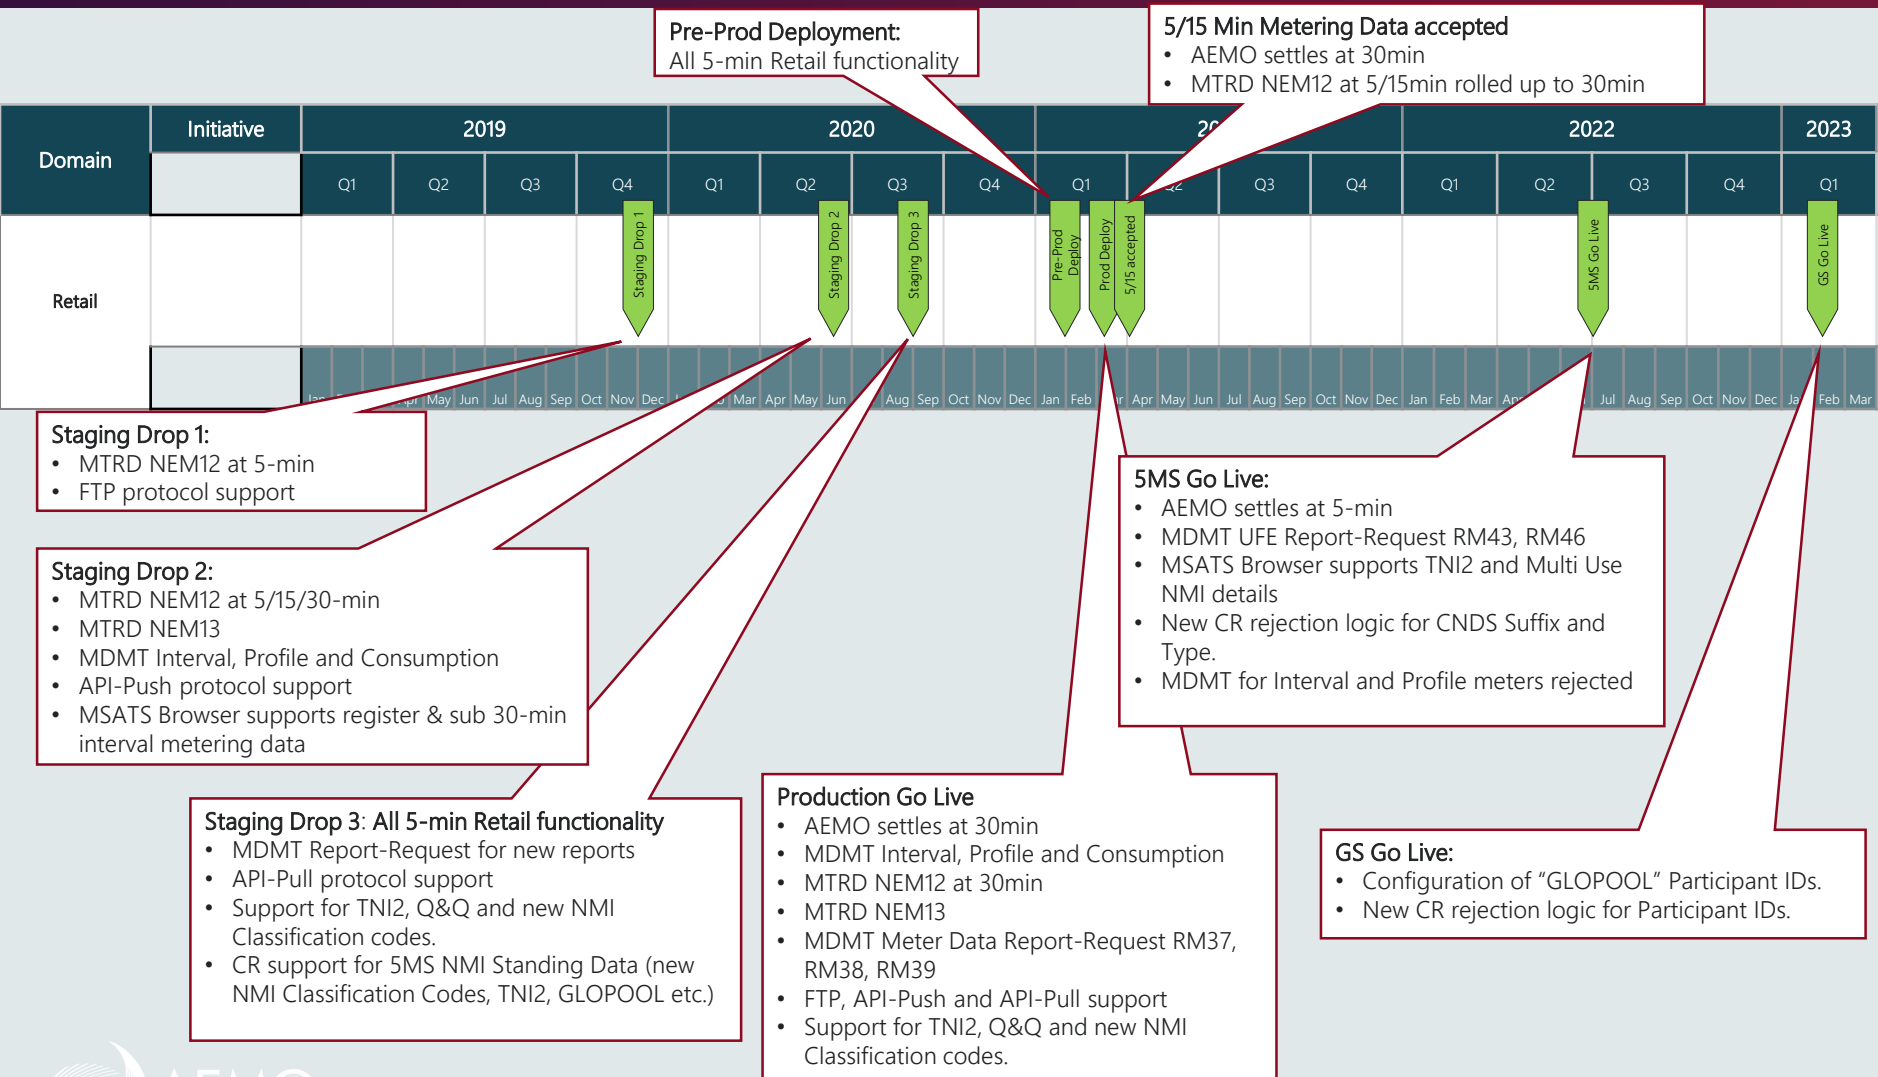 Pre-Prod Deployment:
All 5-min Retail functionality
5/15 Min Metering Data accepted
• AEMO settles at 30min
• MTRD NEM12 at 5/15min rolled up to 30min
Domain
Initiative
2019
2020
2022
2023
Q1 Q2 Q3 Q4 Q1 Q2 Q3 Q4 Q1 Q3 Q4 Q1 Q2 Q3 Q4 Q1
Retail
Staging Drop 1
Staging Drop 2
Staging Drop 3
Pre-Prod
Deploy
Prod Deploy
5/15 accepted
5MS Go Live
GS Go Live
May Jun Jul Aug Sep Oct Nov Dec Mar Apr May Jun Aug Sep Oct Nov Dec Jan Feb Apr May Jun Jul Aug Sep Oct Nov Dec Jan Feb Mar Jul Aug Sep Oct Nov Dec Feb Mar
Staging Drop 1:
• MTRD NEM12 at 5-min
• FTP protocol support
Staging Drop 2:
• MTRD NEM12 at 5/15/30-min
• MTRD NEM13
• MDMT Interval, Profile and Consumption
• API-Push protocol support
• MSATS Browser supports register & sub 30-min
interval metering data
Staging Drop 3: All 5-min Retail functionality
• MDMT Report-Request for new reports
• API-Pull protocol support
• Support for TNI2, Q&Q and new NMI
Classification codes.
• CR support for 5MS NMI Standing Data (new
NMI Classification Codes, TNI2, GLOPOOL etc.)
Production Go Live
• AEMO settles at 30min
• MDMT Interval, Profile and Consumption
• MTRD NEM12 at 30min
• MTRD NEM13
• MDMT Meter Data Report-Request RM37,
RM38, RM39
• FTP, API-Push and API-Pull support
• Support for TNI2, Q&Q and new NMI
Classification codes.
5MS Go Live:
• AEMO settles at 5-min
• MDMT UFE Report-Request RM43, RM46
• MSATS Browser supports TNI2 and Multi Use
NMI details
• New CR rejection logic for CNDS Suffix and
Type.
• MDMT for Interval and Profile meters rejected
GS Go Live:
• Configuration of “GLOPOOL” Participant IDs.
• New CR rejection logic for Participant IDs.
AEMO